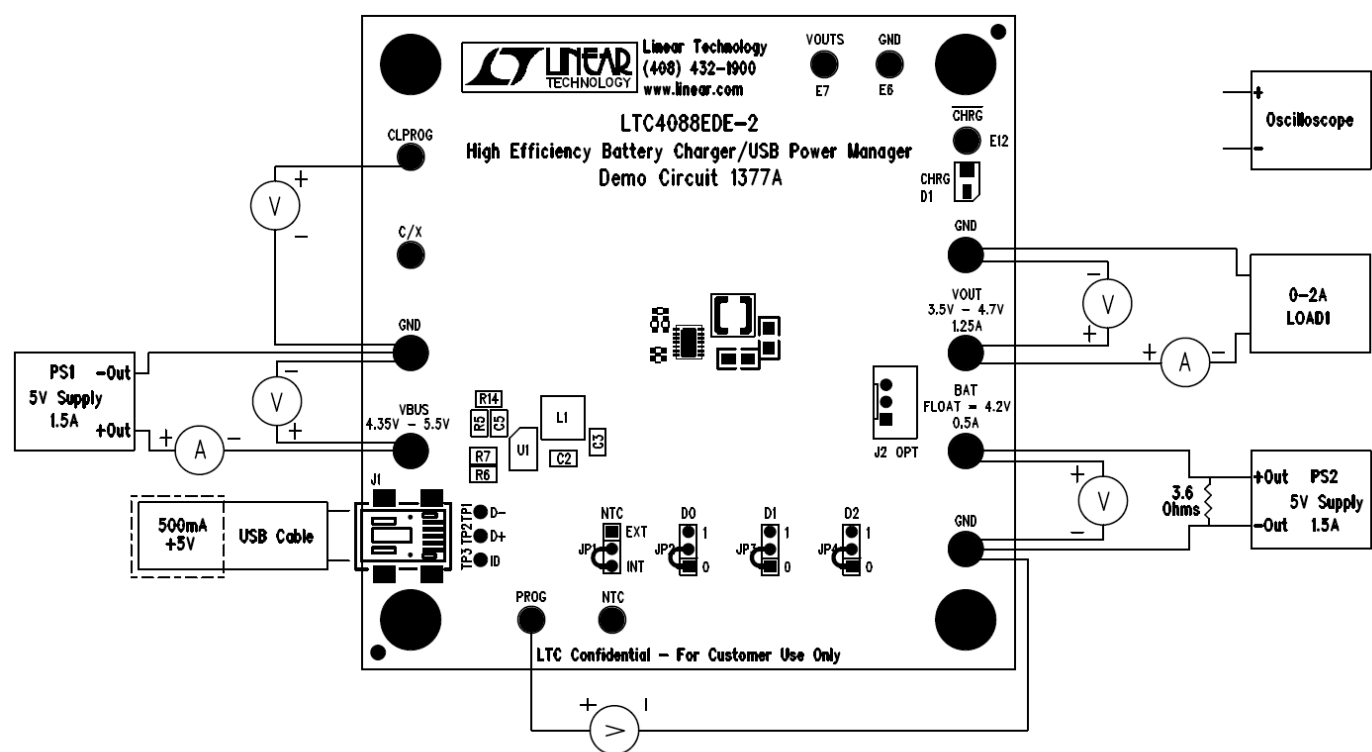 LINEAR
TECHNOLOGY
Linear Technology
(408) 432-1900
www.linear.com
VOUTS
E7
GND
E6
LTC4088EDE-2
High Efficiency Battery Charger/USB Power Manager
Demo Circuit 1377A
CHRG
E12
CHRG
D1
+
Oscilloscope
-
CLPROG
+
V
-
C/X
GND
GND
-
V
+
VOUT
3.5V - 4.7V
1.25A
0-2A
LOAD1
+
A
-
PS1
-Out
5V Supply
1.5A
+Out
-
V
+
+
A
-
VBUS
4.35V - 5.5V
R14
R5
C5
L1
U1
C2
C3
R7
R6
BAT
FLOAT = 4.2V
0.5A
J2 OPT
+
V
-
3.6
Ohms
+Out
PS2
5V Supply
-Out
1.5A
J1
500mA
+5V
USB Cable
TP1
D-
TP2
D+
TP3
ID
NTC
EXT
JP1
INT
D0
1
JP2
0
D1
1
JP3
0
D2
1
JP4
0
GND
PROG
NTC
LTC Confidential - For Customer Use Only
+
V
-